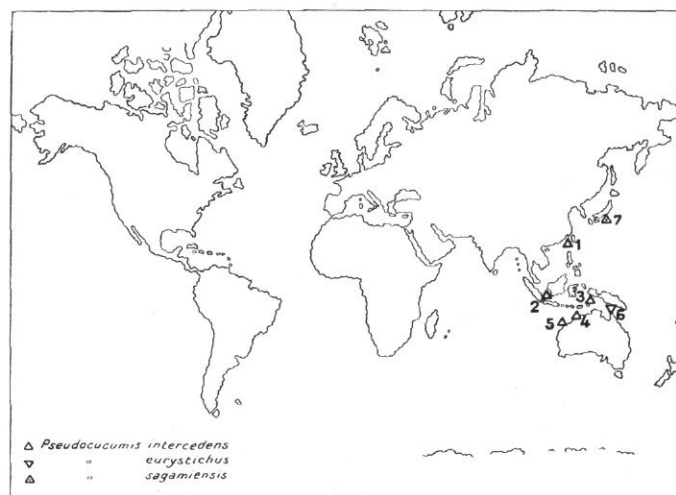 7
1
2
3
6
5
4
△ Pseudocucumis intercedens
▽ " eurystichus
△ " sagamiensis